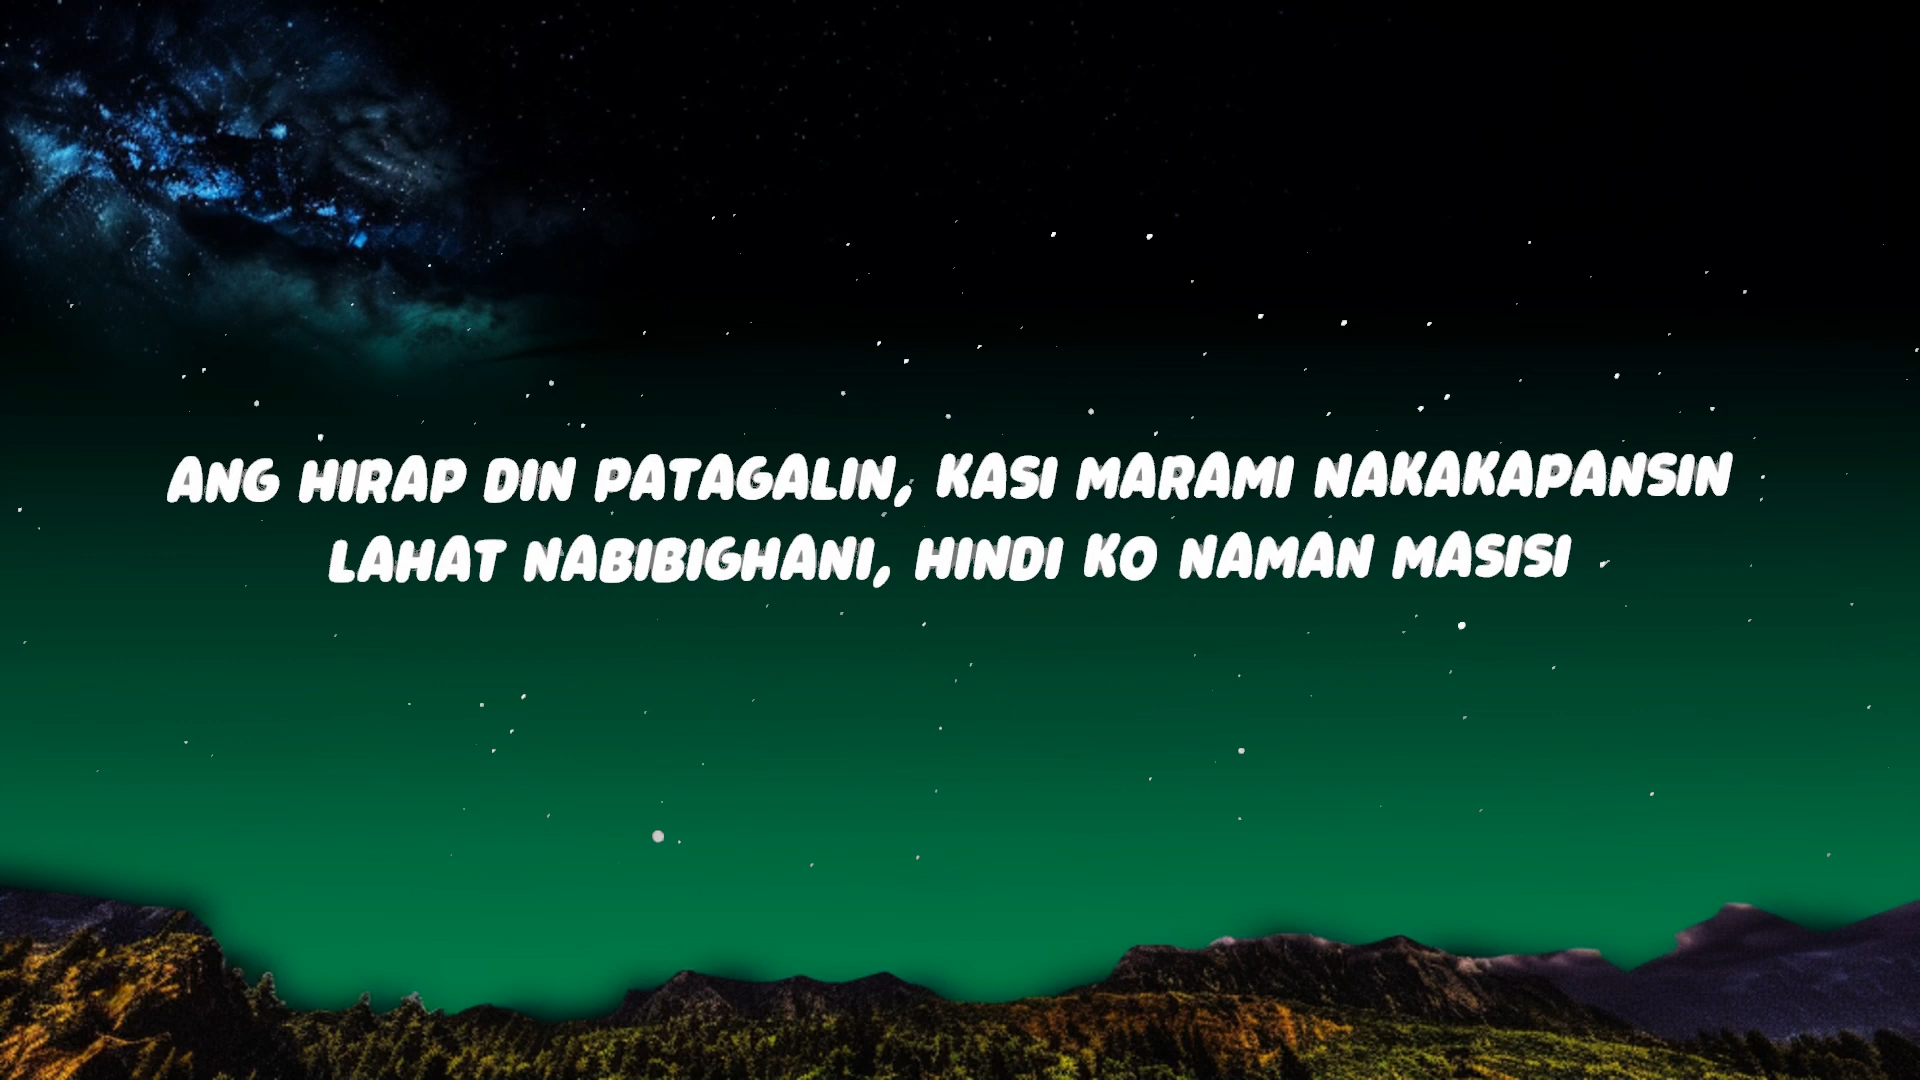 ANG HIRAP DIN PATAGALIN, KASI MARAMI NAKAKAPANSIN
LAHAT NABIBIGHANI, HINDI KO NAMAN MASISI